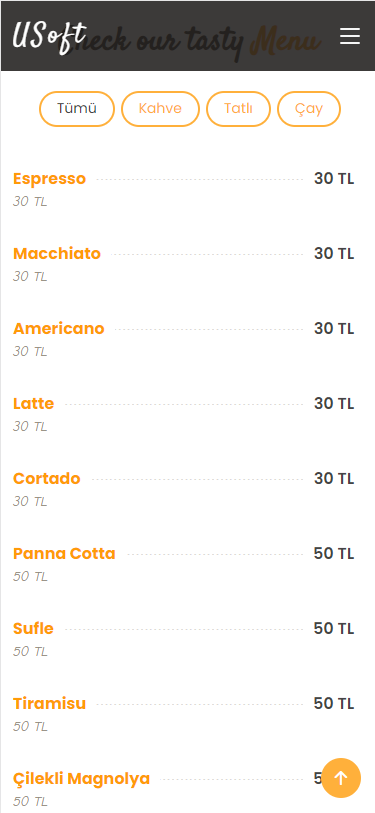 USoft
heck our tasty Menu
Tümü
Kahve
Tatlı
Çay
Espresso 30 TL
30 TL
Macchiato 30 TL
30 TL
Americano 30 TL
30 TL
Latte 30 TL
30 TL
Cortado 30 TL
30 TL
Panna Cotta 50 TL
50 TL
Sufle 50 TL
50 TL
Tiramisu 50 TL
50 TL
Çilekli Magnolya 5
50 TL